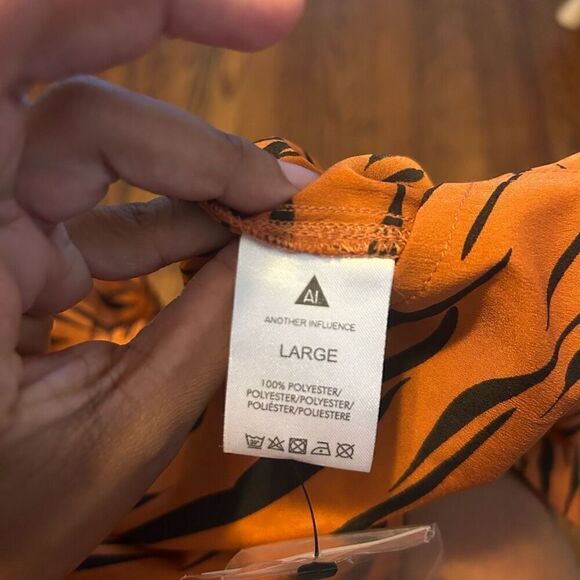 AI.
ANOTHER INFLUENCE
LARGE
100% POLYESTER/
POLYESTER/POLYESTER/
POLIÉSTER/POLIESTERE